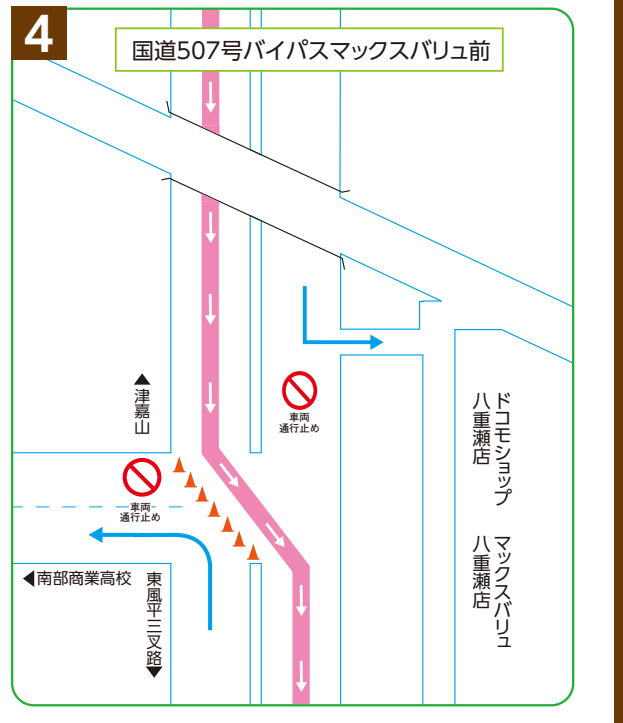 4
国道507号バイパスマックスバリュ前
▲津嘉山
車両
通行止め
車両
通行止め
◀南部商業高校
東風平三叉路▼
ドコモショップ
八重瀬店
マックスバリュ
八重瀬店